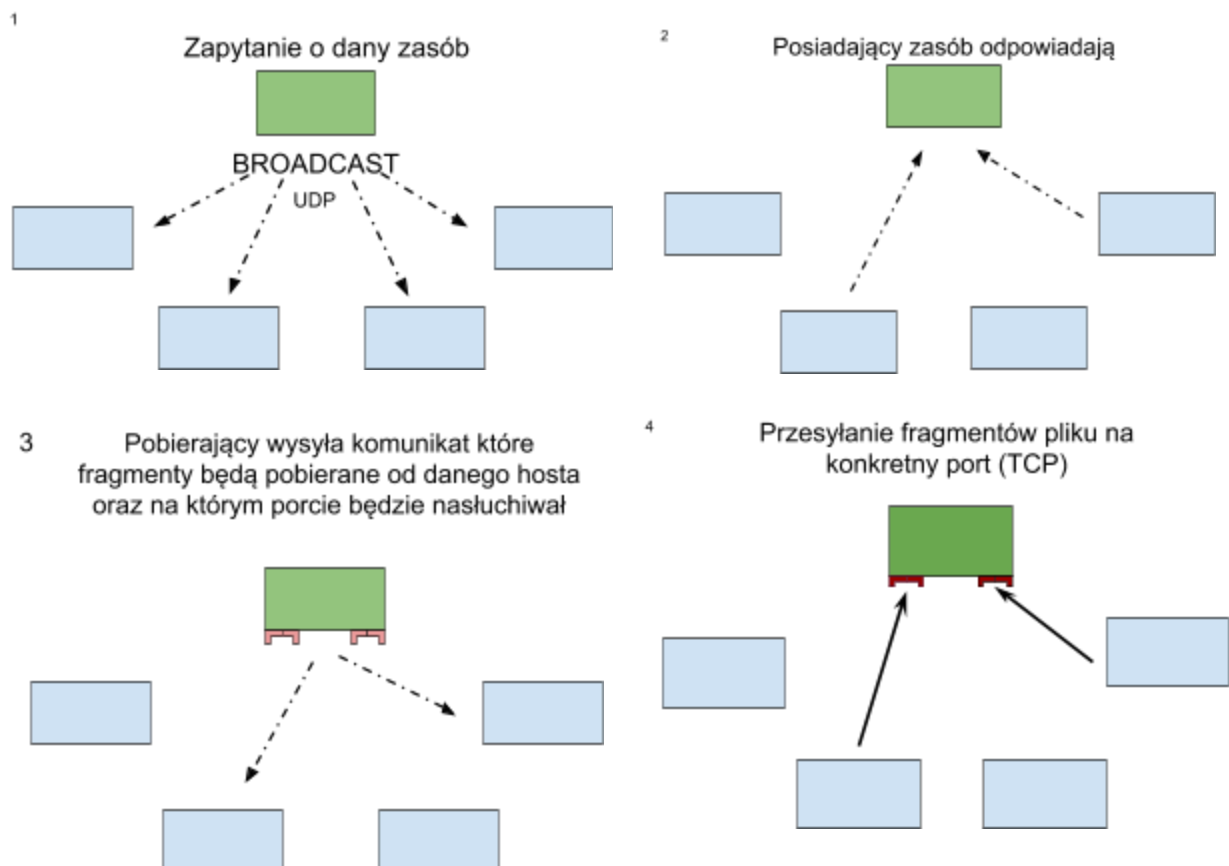 1
Zapytanie o dany zasób
BROADCAST
UDP
2
Posiadający zasób odpowiadają
3
Pobierający wysyła komunikat które
fragmenty będą pobierane od danego hosta
oraz na którym porcie będzie nasłuchiwał
4
Przesyłanie fragmentów pliku na
konkretny port (TCP)